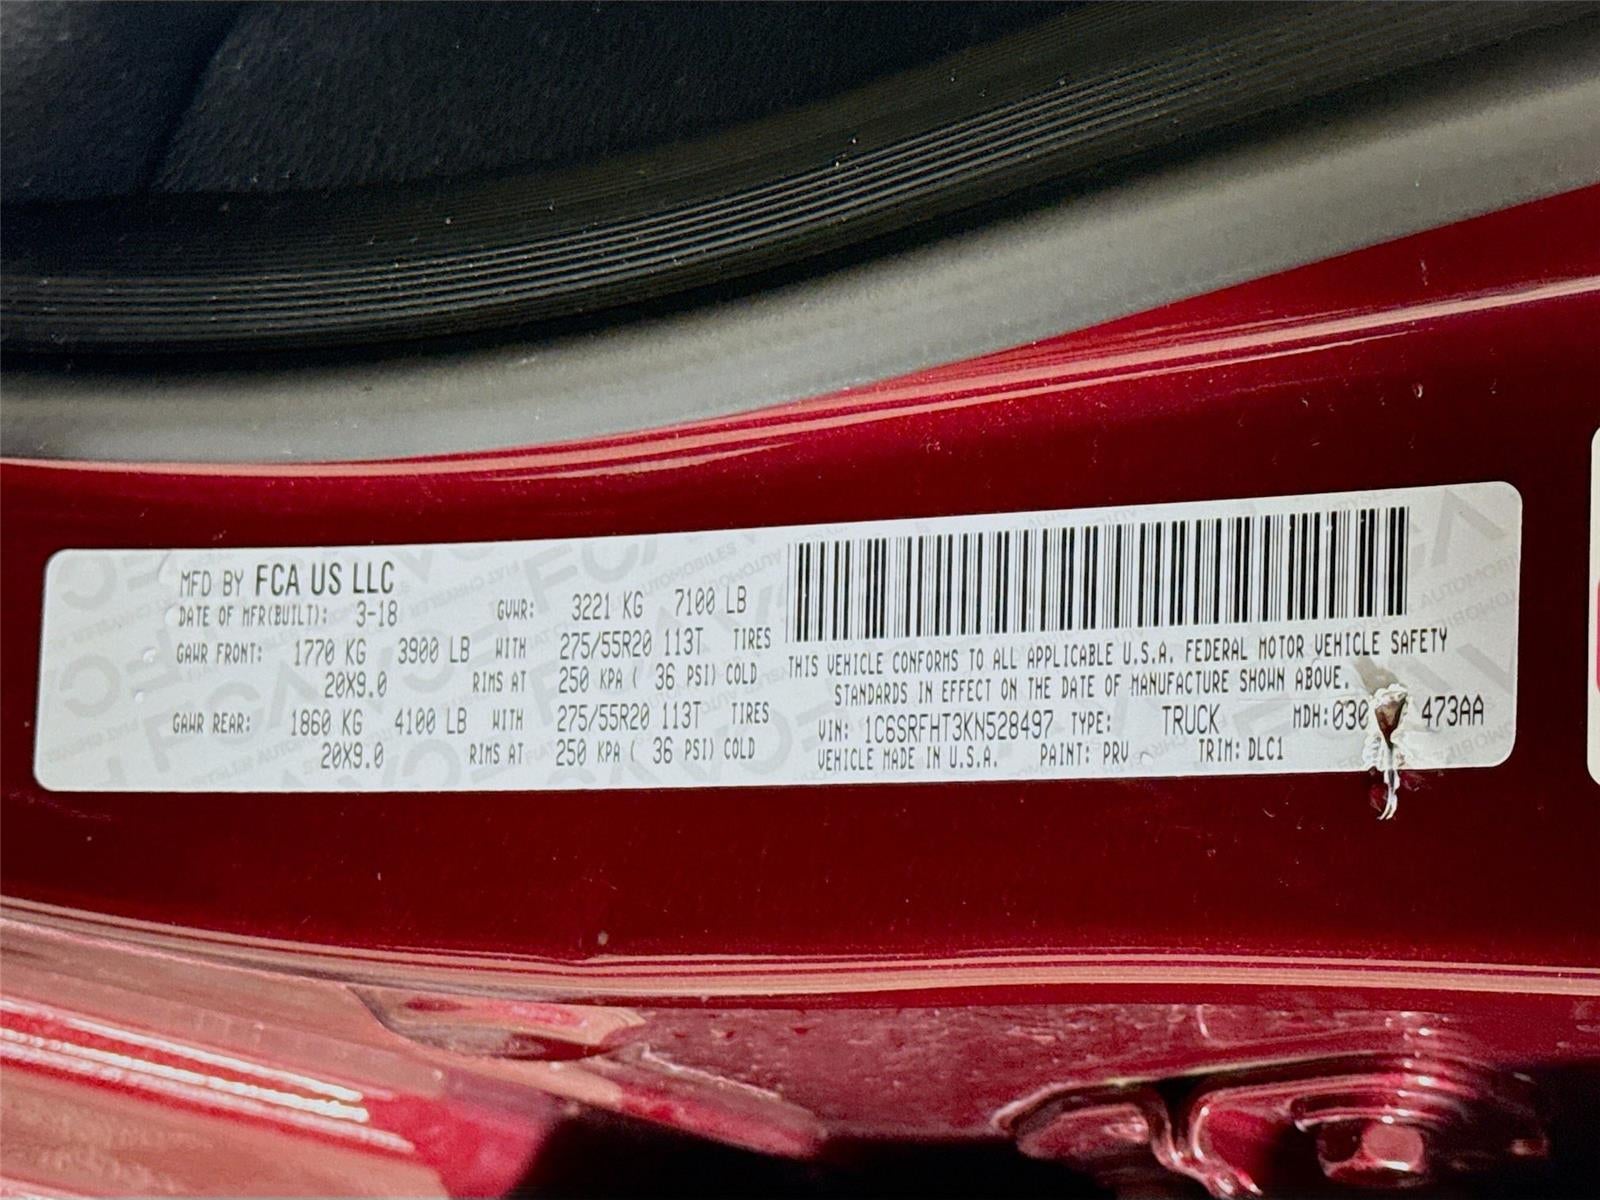 MFD BY FCA US LLC
DATE OF MFR(BUILT): 3-18 GVWR: 3221 KG 7100 LB
GAWR FRONT: 1770 KG 3900 LB WITH 275/55R20 113T TIRES
20X9.0 RIMS AT 250 KPA ( 36 PSI) COLD
GAWR REAR: 1860 KG 4100 LB WITH 275/55R20 113T TIRES
20X9.0 RIMS AT 250 KPA ( 36 PSI) COLD
THIS VEHICLE CONFORMS TO ALL APPLICABLE U.S.A. FEDERAL MOTOR VEHICLE SAFETY
STANDARDS IN EFFECT ON THE DATE OF MANUFACTURE SHOWN ABOVE.
VIN: 1C6SRFHT3KN528497 TYPE: TRUCK MDH:030 473AA
VEHICLE MADE IN U.S.A. PAINT: PRV TRIM: DLC1